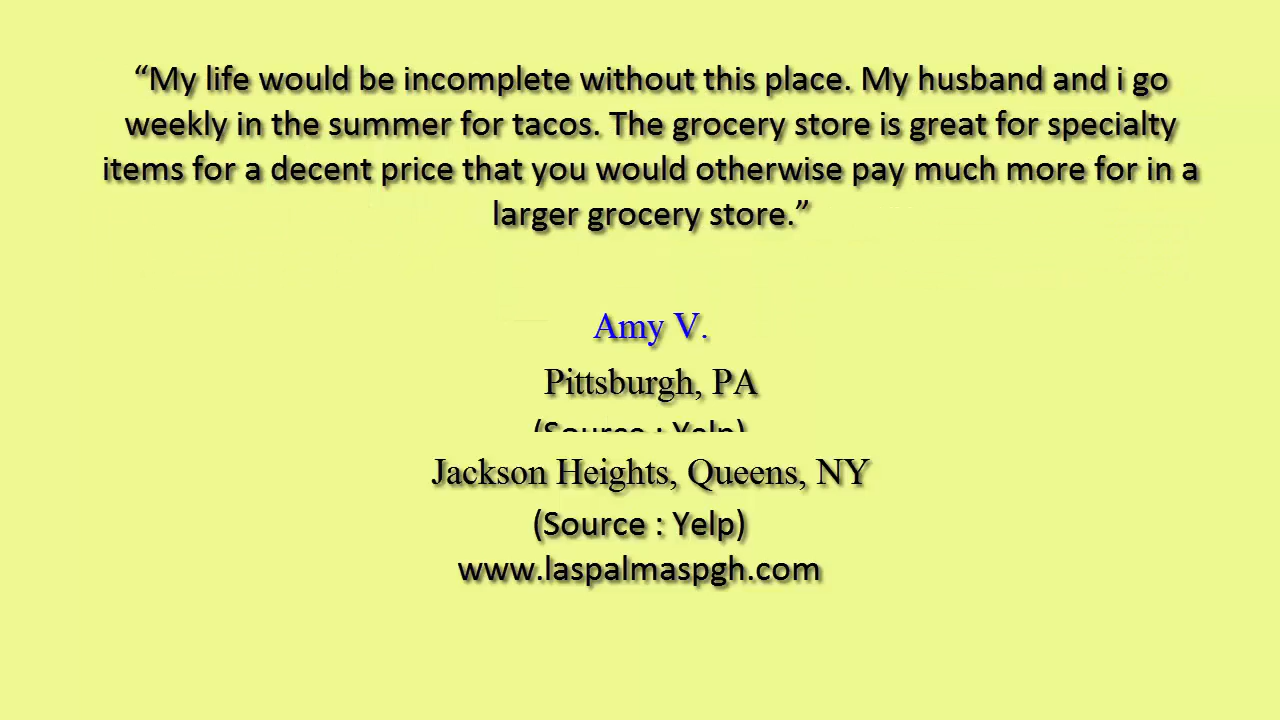 “My life would be incomplete without this place. My husband and i go
weekly in the summer for tacos. The grocery store is great for specialty
items for a decent price that you would otherwise pay much more for in a
larger grocery store.”
Amy V.
Pittsburgh, PA
(Source : Yelp)
Jackson Heights, Queens, NY
(Source : Yelp)
www.laspalmaspgh.com